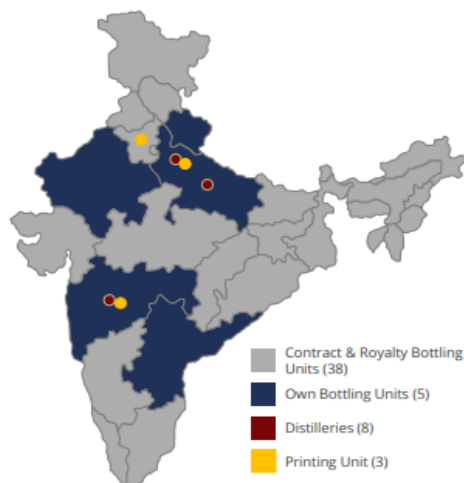 Contract & Royalty Bottling
Units (38)
Own Bottling Units (5)
Distilleries (8)
Printing Unit (3)